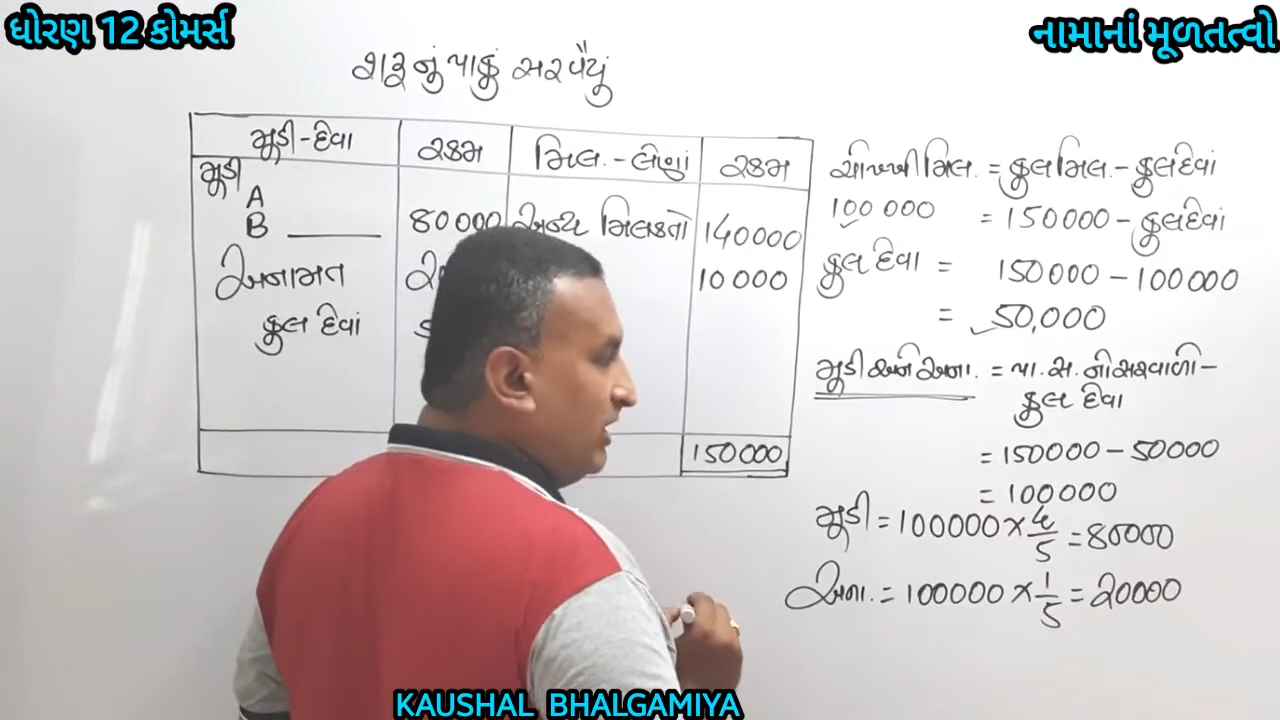 ધોરણ 12 કોમર્સ
નામાનાં મૂળતત્વો
શરૂનું પાકું સરવૈયું
મૂડી-દેવા રકમ મિલ.-લેણાં રકમ
મૂડી
A
B 80000 અન્ય મિલકતો 140000
અનામત 10000
કુલ દેવાં
150000
ચોખ્ખી મિલ. = કુલ મિલ. - કુલ દેવાં
100000 = 150000 - કુલ દેવાં
કુલ દેવા = 150000 - 100000
= 50,000
મૂડી અને અના. = પા. સ. નો સરવાળો -
કુલ દેવા
= 150000 - 50000
= 100000
મૂડી = 100000 × 4/5 = 80000
અના. = 100000 × 1/5 = 20000
KAUSHAL BHALGAMIYA